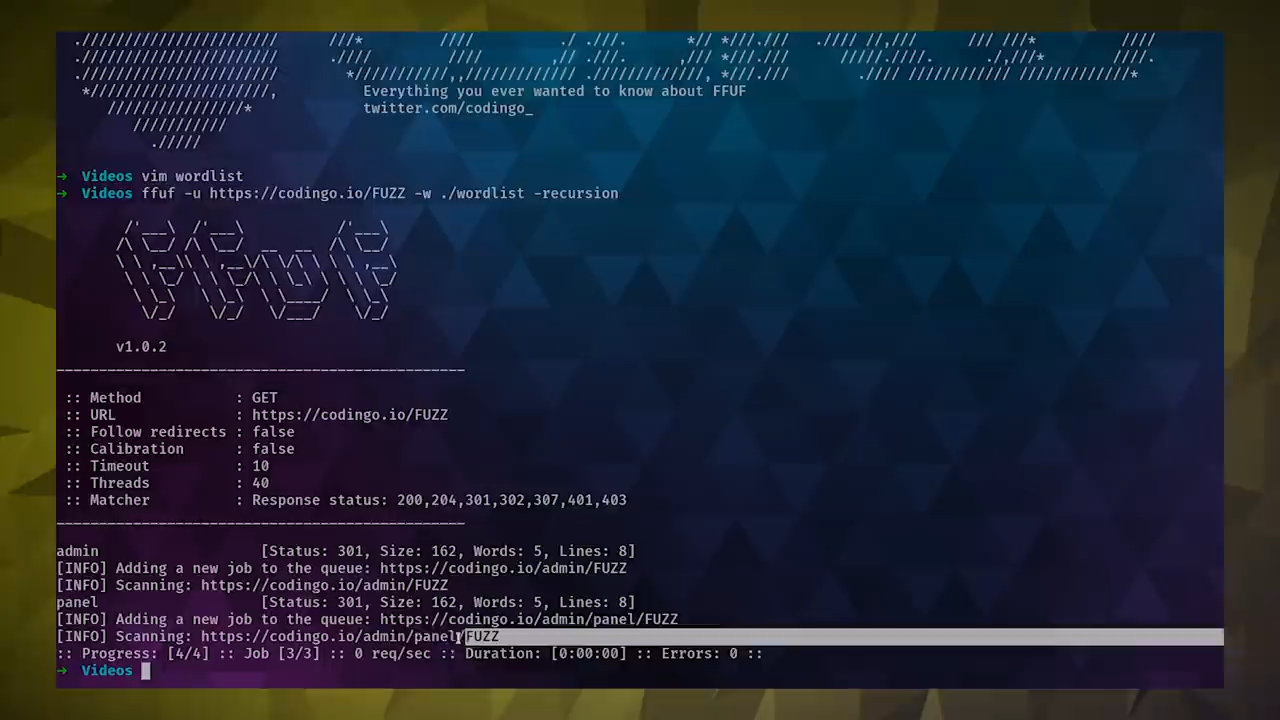 Everything you ever wanted to know about FFUF
twitter.com/codingo_
→ Videos vim wordlist
→ Videos ffuf -u https://codingo.io/FUZZ -w ./wordlist -recursion
v1.0.2
:: Method : GET
:: URL : https://codingo.io/FUZZ
:: Follow redirects : false
:: Calibration : false
:: Timeout : 10
:: Threads : 40
:: Matcher : Response status: 200,204,301,302,307,401,403
admin [Status: 301, Size: 162, Words: 5, Lines: 8]
[INFO] Adding a new job to the queue: https://codingo.io/admin/FUZZ
[INFO] Scanning: https://codingo.io/admin/FUZZ
panel [Status: 301, Size: 162, Words: 5, Lines: 8]
[INFO] Adding a new job to the queue: https://codingo.io/admin/panel/FUZZ
[INFO] Scanning: https://codingo.io/admin/panel/FUZZ
:: Progress: [4/4] :: Job [3/3] :: 0 req/sec :: Duration: [0:00:00] :: Errors: 0 ::
→ Videos